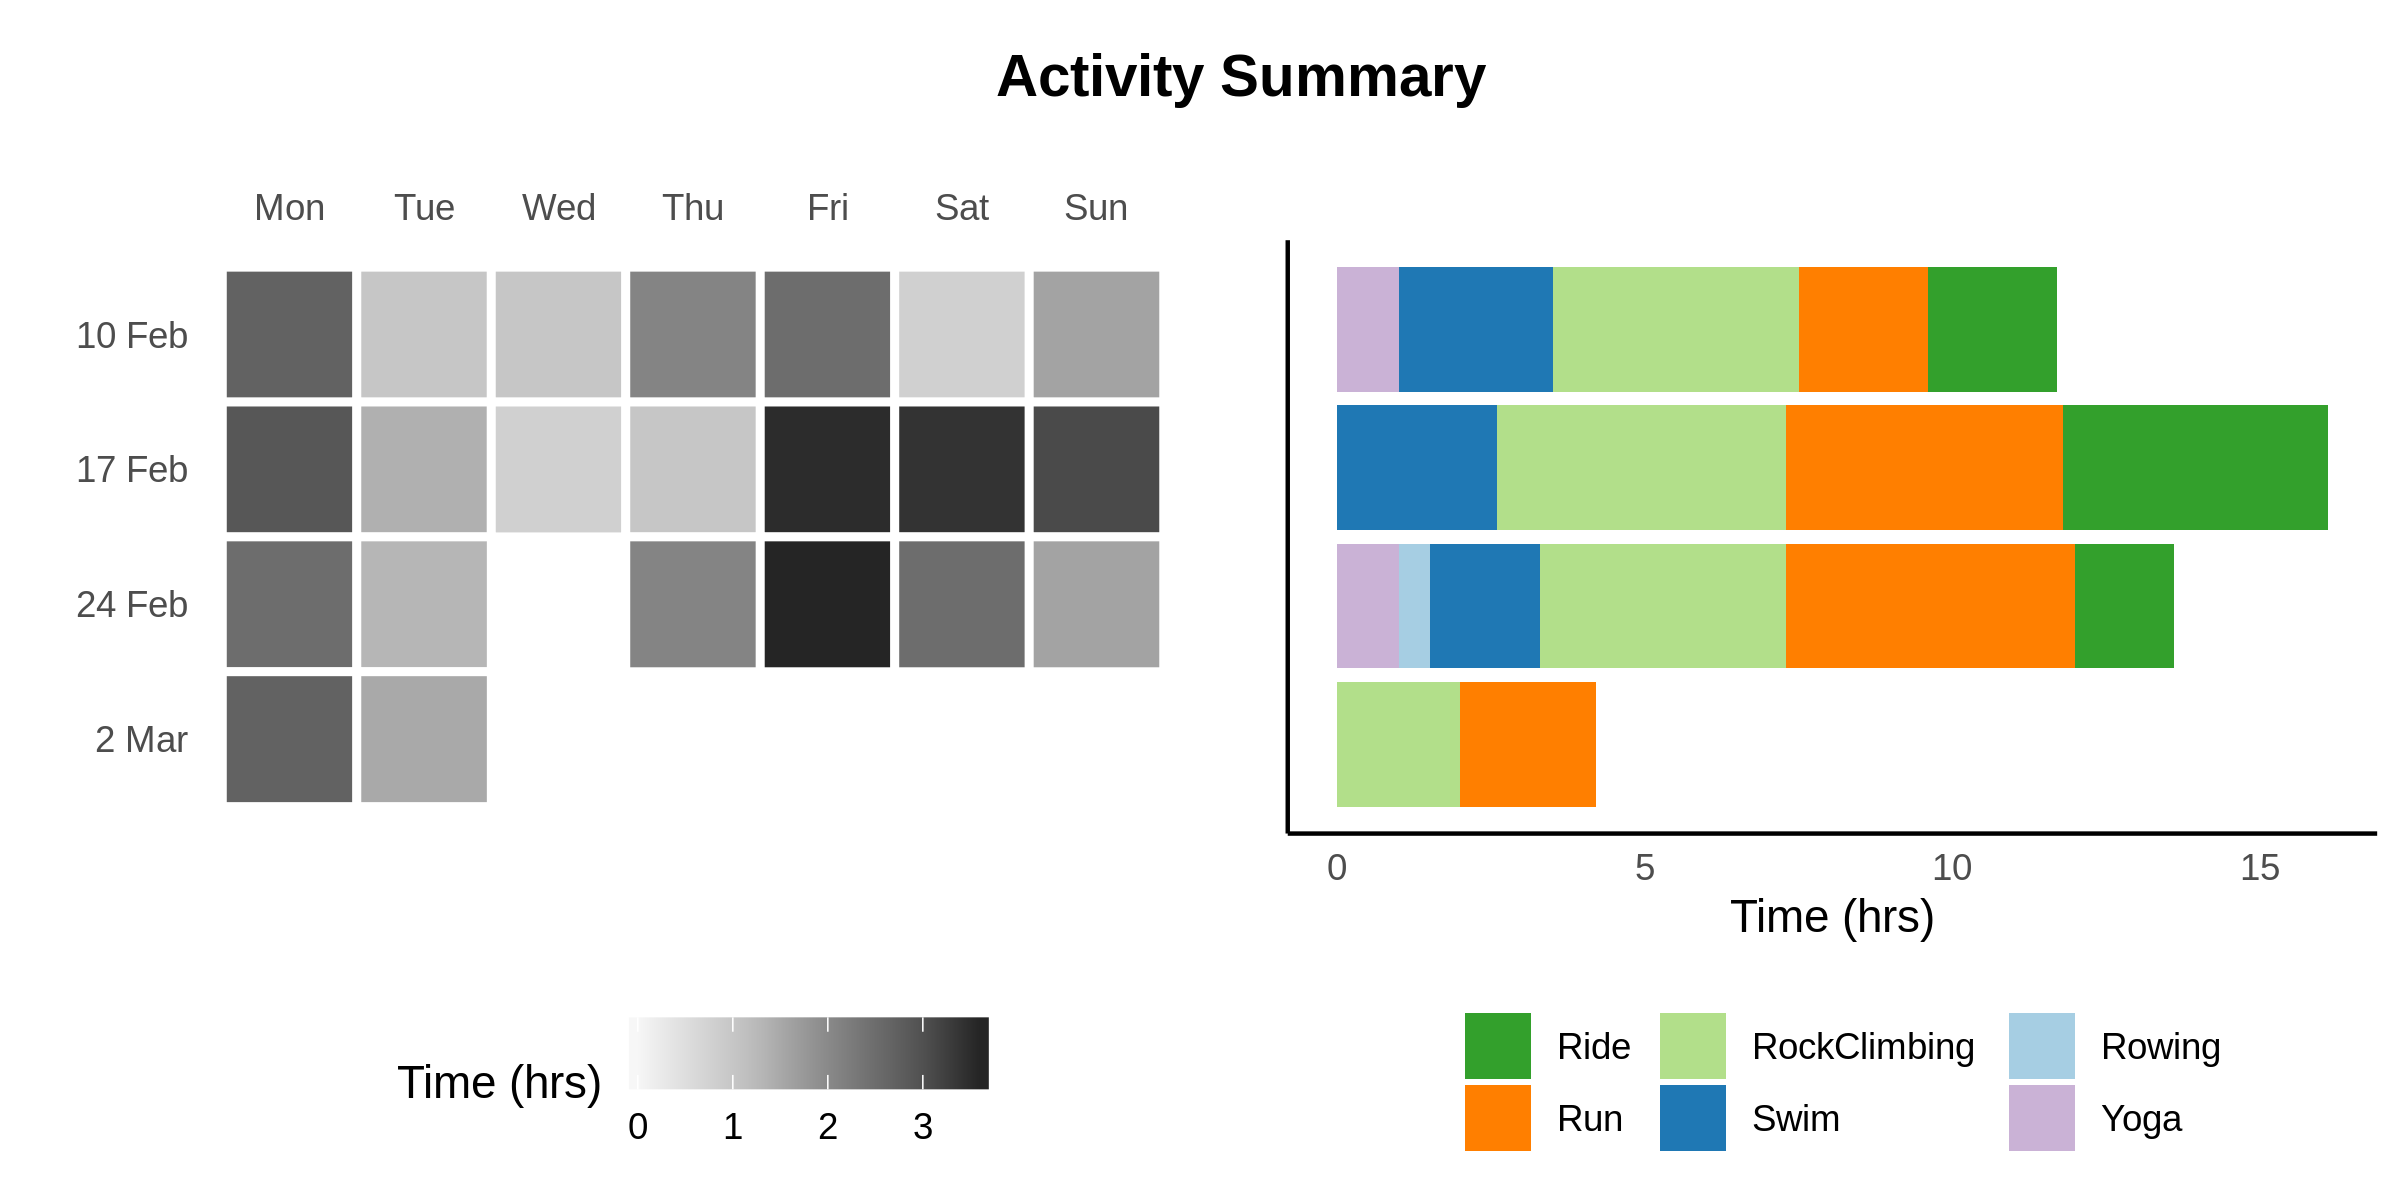 Activity Summary
Mon Tue Wed Thu Fri Sat Sun
10 Feb
17 Feb
24 Feb
2 Mar
0 5 10 15
Time (hrs)
Time (hrs)
0 1 2 3
Ride RockClimbing Rowing
Run Swim Yoga